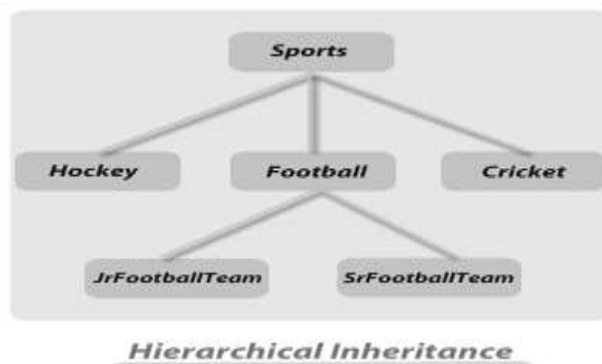 Sports
Hockey Football Cricket
JrFootballTeam SrFootballTeam
Hierarchical Inheritance